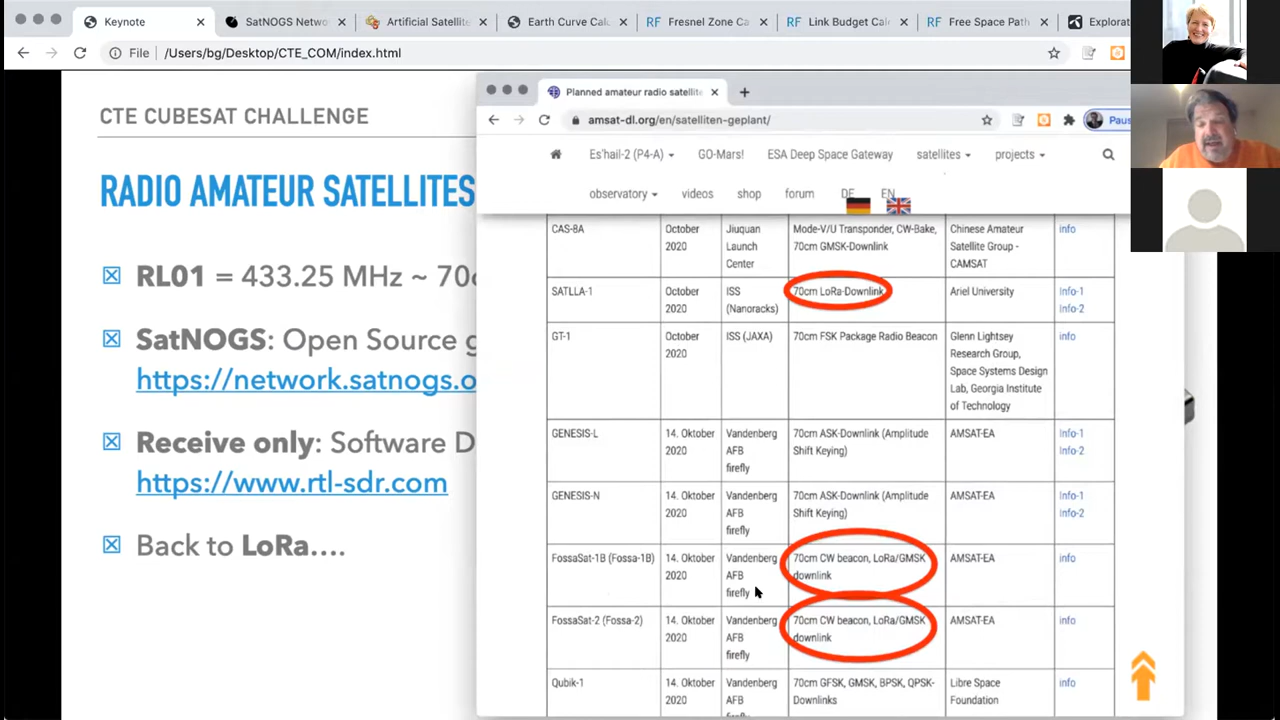 Keynote
SatNOGS Netwo
Artificial Satellite
Earth Curve Calc
Fresnel Zone Ca
Link Budget Calc
Free Space Path
Explorat
File /Users/bg/Desktop/CTE_COM/index.html
CTE CUBESAT CHALLENGE
RADIO AMATEUR SATELLITES
RL01 = 433.25 MHz ~ 70c
SatNOGS: Open Source g
https://network.satnogs.o
Receive only: Software D
https://www.rtl-sdr.com
Back to LoRa....
Planned amateur radio satellite
amsat-dl.org/en/satelliten-geplant/
Paus
Es'hail-2 (P4-A)
GO-Mars!
ESA Deep Space Gateway
satellites
projects
observatory
videos
shop
forum
DE
EN
CAS-8A
October
2020
Jiuquan
Launch
Center
Mode-V/U Transponder, CW-Bake,
70cm GMSK-Downlink
Chinese Amateur
Satellite Group -
CAMSAT
info
SATLLA-1
October
2020
ISS
(Nanoracks)
70cm LoRa-Downlink
Ariel University
Info-1
Info-2
GT-1
October
2020
ISS (JAXA)
70cm FSK Package Radio Beacon
Glenn Lightsey
Research Group,
Space Systems Design
Lab, Georgia Institute
of Technology
info
GENESIS-L
14. Oktober
2020
Vandenberg
AFB
firefly
70cm ASK-Downlink (Amplitude
Shift Keying)
AMSAT-EA
Info-1
Info-2
GENESIS-N
14. Oktober
2020
Vandenberg
AFB
firefly
70cm ASK-Downlink (Amplitude
Shift Keying)
AMSAT-EA
Info-1
Info-2
FossaSat-1B (Fossa-1B)
14. Oktober
2020
Vandenberg
AFB
firefly
70cm CW beacon, LoRa/GMSK
downlink
AMSAT-EA
info
FossaSat-2 (Fossa-2)
14. Oktober
2020
Vandenberg
AFB
firefly
70cm CW beacon, LoRa/GMSK
downlink
AMSAT-EA
info
Qubik-1
14. Oktober
2020
Vandenberg
AFB
firefly
70cm GFSK, GMSK, BPSK, QPSK-
Downlinks
Libre Space
Foundation
info